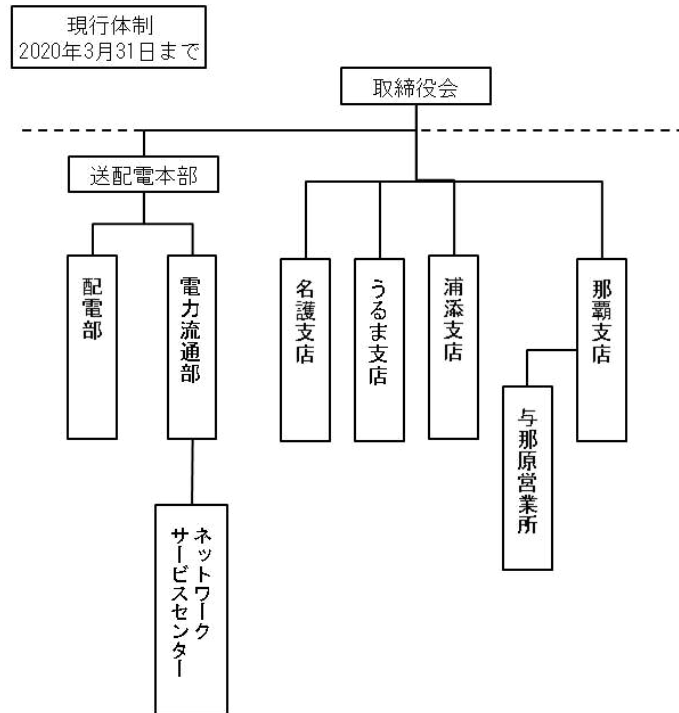 現行体制
2020年3月31日まで
取締役会
送配電本部
配電部
電力流通部
名護支店
うるま支店
浦添支店
那覇支店
与那原営業所
ネットワーク
サービスセンター